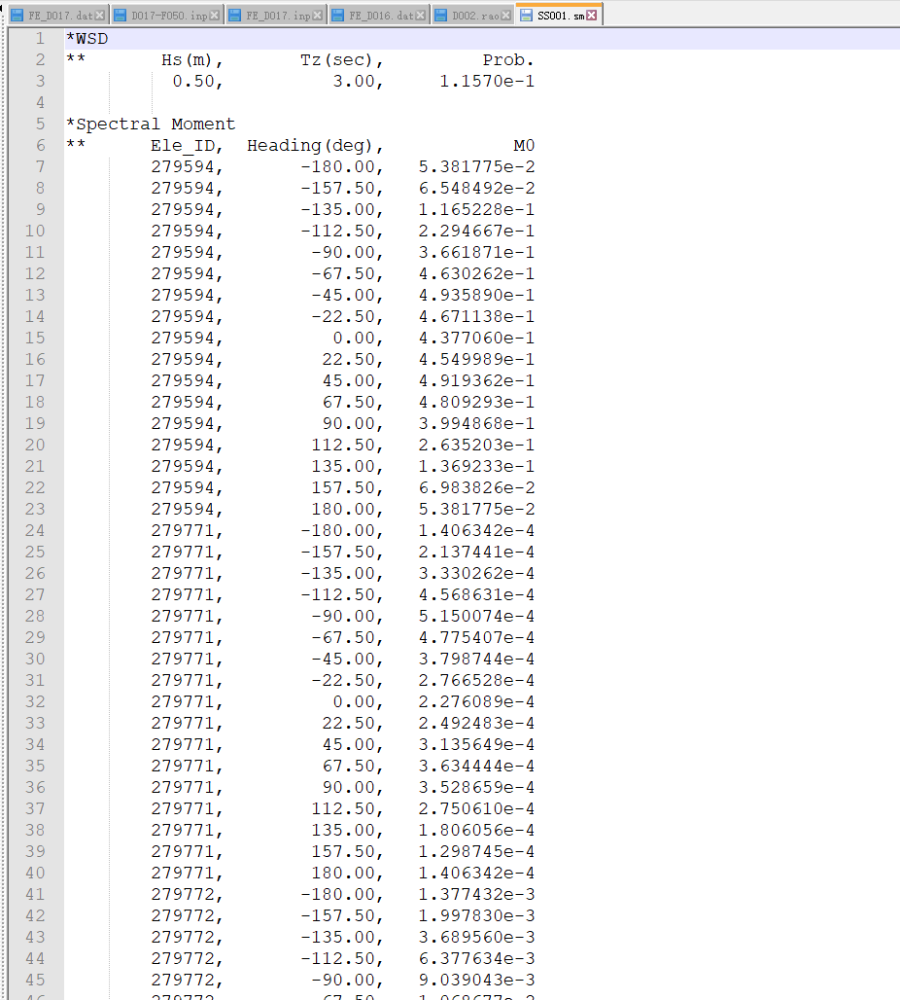 FE_D017.dat D017-F050.inp FE_D017.inp FE_D016.dat D002.rao SS001.sm
1 *WSD
2 ** Hs(m), Tz(sec), Prob.
3 0.50, 3.00, 1.1570e-1
4
5 *Spectral Moment
6 ** Ele_ID, Heading(deg), M0
7 279594, -180.00, 5.381775e-2
8 279594, -157.50, 6.548492e-2
9 279594, -135.00, 1.165228e-1
10 279594, -112.50, 2.294667e-1
11 279594, -90.00, 3.661871e-1
12 279594, -67.50, 4.630262e-1
13 279594, -45.00, 4.935890e-1
14 279594, -22.50, 4.671138e-1
15 279594, 0.00, 4.377060e-1
16 279594, 22.50, 4.549989e-1
17 279594, 45.00, 4.919362e-1
18 279594, 67.50, 4.809293e-1
19 279594, 90.00, 3.994868e-1
20 279594, 112.50, 2.635203e-1
21 279594, 135.00, 1.369233e-1
22 279594, 157.50, 6.983826e-2
23 279594, 180.00, 5.381775e-2
24 279771, -180.00, 1.406342e-4
25 279771, -157.50, 2.137441e-4
26 279771, -135.00, 3.330262e-4
27 279771, -112.50, 4.568631e-4
28 279771, -90.00, 5.150074e-4
29 279771, -67.50, 4.775407e-4
30 279771, -45.00, 3.798744e-4
31 279771, -22.50, 2.766528e-4
32 279771, 0.00, 2.276089e-4
33 279771, 22.50, 2.492483e-4
34 279771, 45.00, 3.135649e-4
35 279771, 67.50, 3.634444e-4
36 279771, 90.00, 3.528659e-4
37 279771, 112.50, 2.750610e-4
38 279771, 135.00, 1.806056e-4
39 279771, 157.50, 1.298745e-4
40 279771, 180.00, 1.406342e-4
41 279772, -180.00, 1.377432e-3
42 279772, -157.50, 1.997830e-3
43 279772, -135.00, 3.689560e-3
44 279772, -112.50, 6.377634e-3
45 279772, -90.00, 9.039043e-3